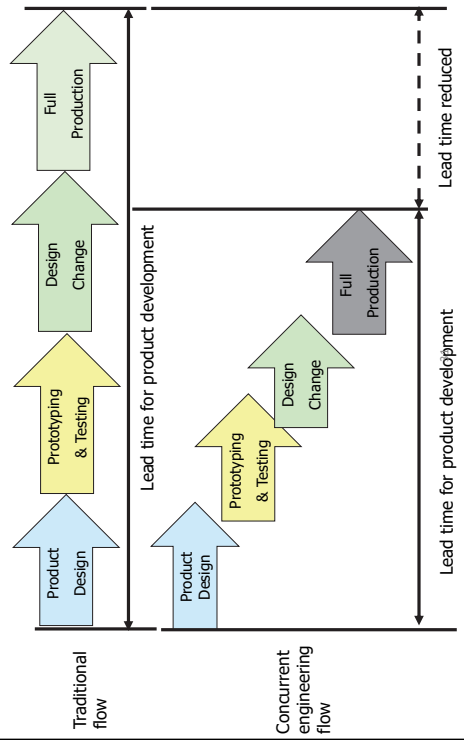 Traditional
flow
Product
Design
Prototyping
& Testing
Design
Change
Full
Production
Lead time for product development
Concurrent
engineering
flow
Product
Design
Prototyping
& Testing
Design
Change
Full
Production
Lead time for product development
Lead time reduced